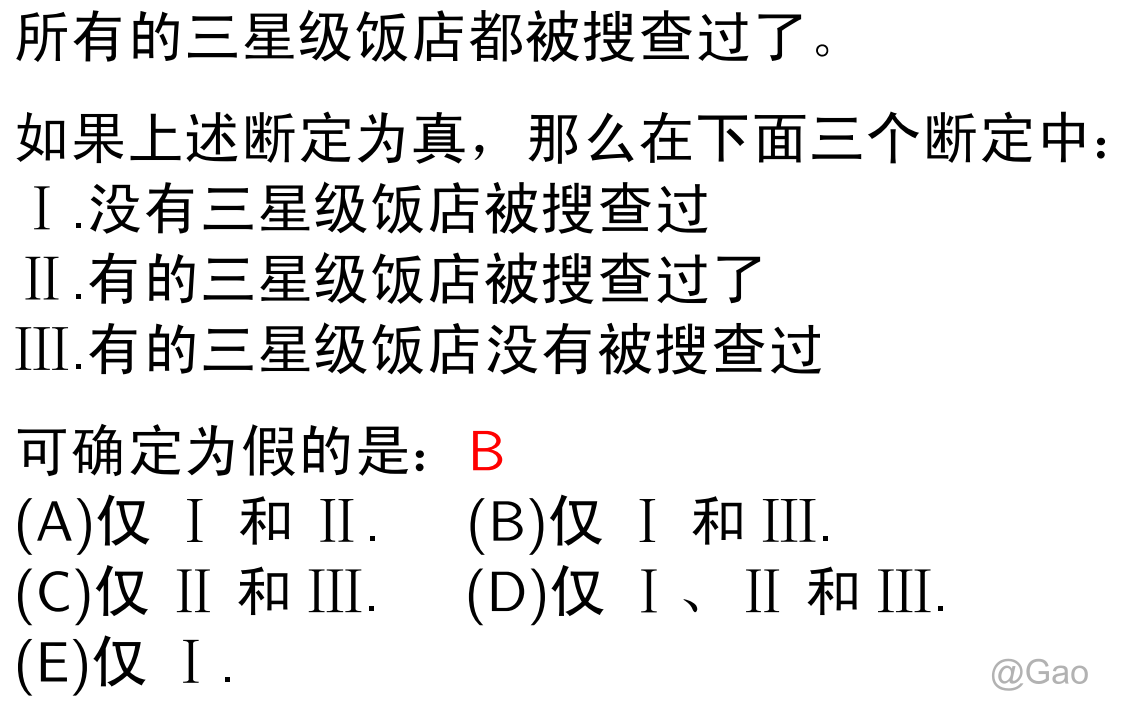 所有的三星级饭店都被搜查过了。
如果上述断定为真，那么在下面三个断定中：
Ⅰ.没有三星级饭店被搜查过
Ⅱ.有的三星级饭店被搜查过了
Ⅲ.有的三星级饭店没有被搜查过
可确定为假的是：B
(A)仅 Ⅰ 和 Ⅱ. (B)仅 Ⅰ 和 Ⅲ.
(C)仅 Ⅱ 和 Ⅲ. (D)仅 Ⅰ、Ⅱ 和 Ⅲ.
(E)仅 Ⅰ.
@Gao